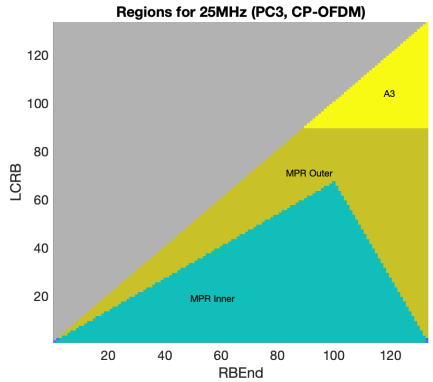 Regions for 25MHz (PC3, CP-OFDM)
LCRB
120
100
80
60
40
20
A3
MPR Outer
MPR Inner
20 40 60 80 100 120
RBEnd